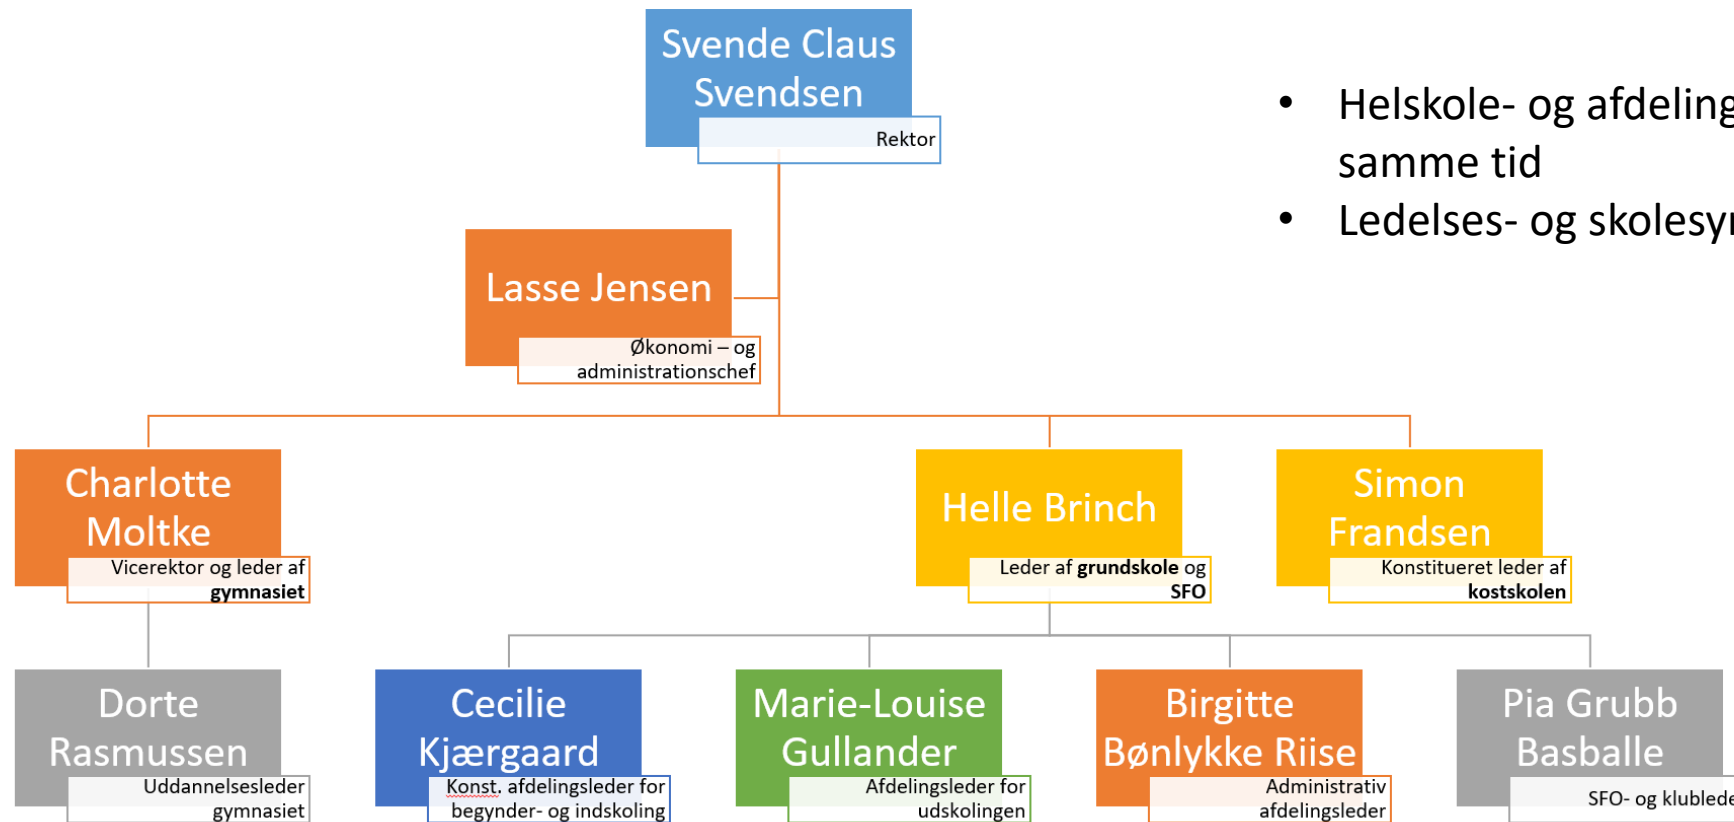 Svende Claus
Svendsen
Rektor
• Helskole- og afdeling
samme tid
• Ledelses- og skolesyn
Lasse Jensen
Økonomi – og
administrationschef
Charlotte
Moltke
Vicerektor og leder af
gymnasiet
Helle Brinch
Leder af grundskole og
SFO
Simon
Frandsen
Konstitueret leder af
kostskolen
Dorte
Rasmussen
Uddannelsesleder
gymnasiet
Cecilie
Kjærgaard
Konst. afdelingsleder for
begynder- og indskoling
Marie-Louise
Gullander
Afdelingsleder for
udskolingen
Birgitte
Bønlykke Riise
Administrativ
afdelingsleder
Pia Grubb
Basballe
SFO- og klublede